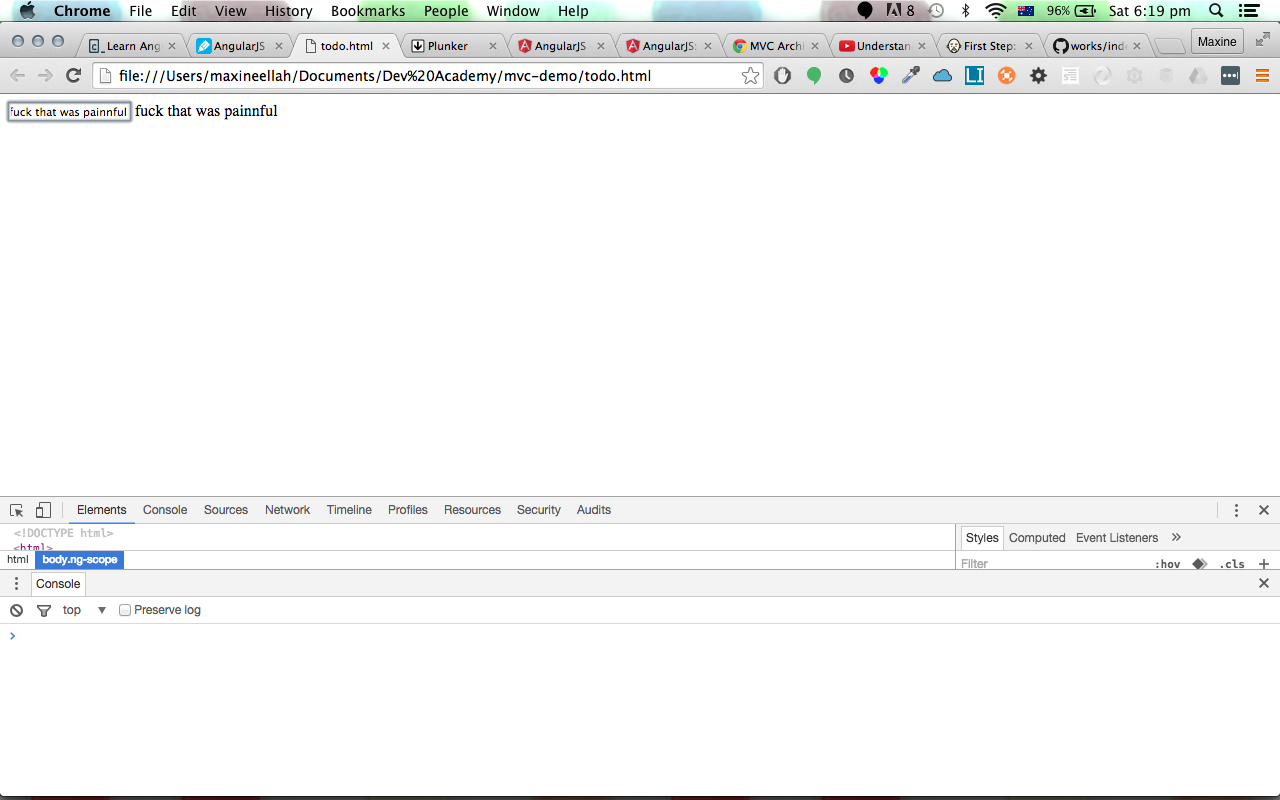 Chrome File Edit View History Bookmarks People Window Help 8 96% Sat 6:19 pm
Learn Ang AngularJS todo.html Plunker AngularJS AngularJS: MVC Archi Understan First Step: works/inde Maxine
file:///Users/maxineellah/Documents/Dev%20Academy/mvc-demo/todo.html LI
fuck that was painnful fuck that was painnful
Elements Console Sources Network Timeline Profiles Resources Security Audits
<!DOCTYPE html>
<html>
Styles Computed Event Listeners »
html body.ng-scope
Filter :hov .cls +
Console
top Preserve log
>